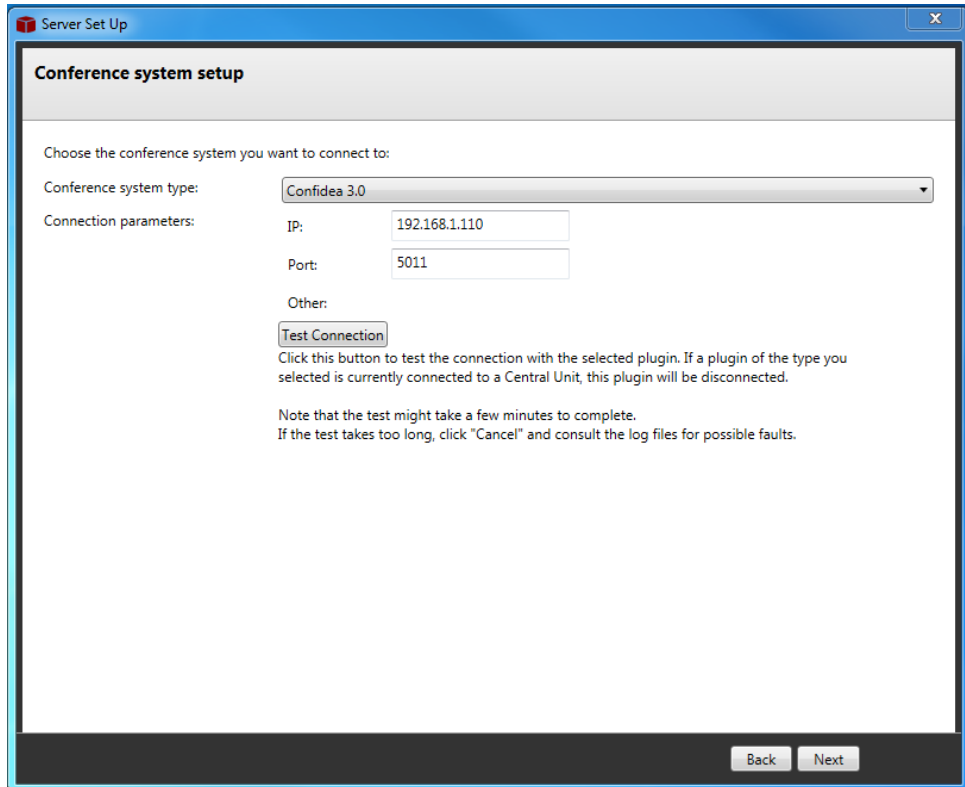 Server Set Up
X
Conference system setup
Choose the conference system you want to connect to:
Conference system type:
Confidea 3.0
Connection parameters:
IP:
192.168.1.110
Port:
5011
Other:
Test Connection
Click this button to test the connection with the selected plugin. If a plugin of the type you
selected is currently connected to a Central Unit, this plugin will be disconnected.
Note that the test might take a few minutes to complete.
If the test takes too long, click "Cancel" and consult the log files for possible faults.
Back
Next